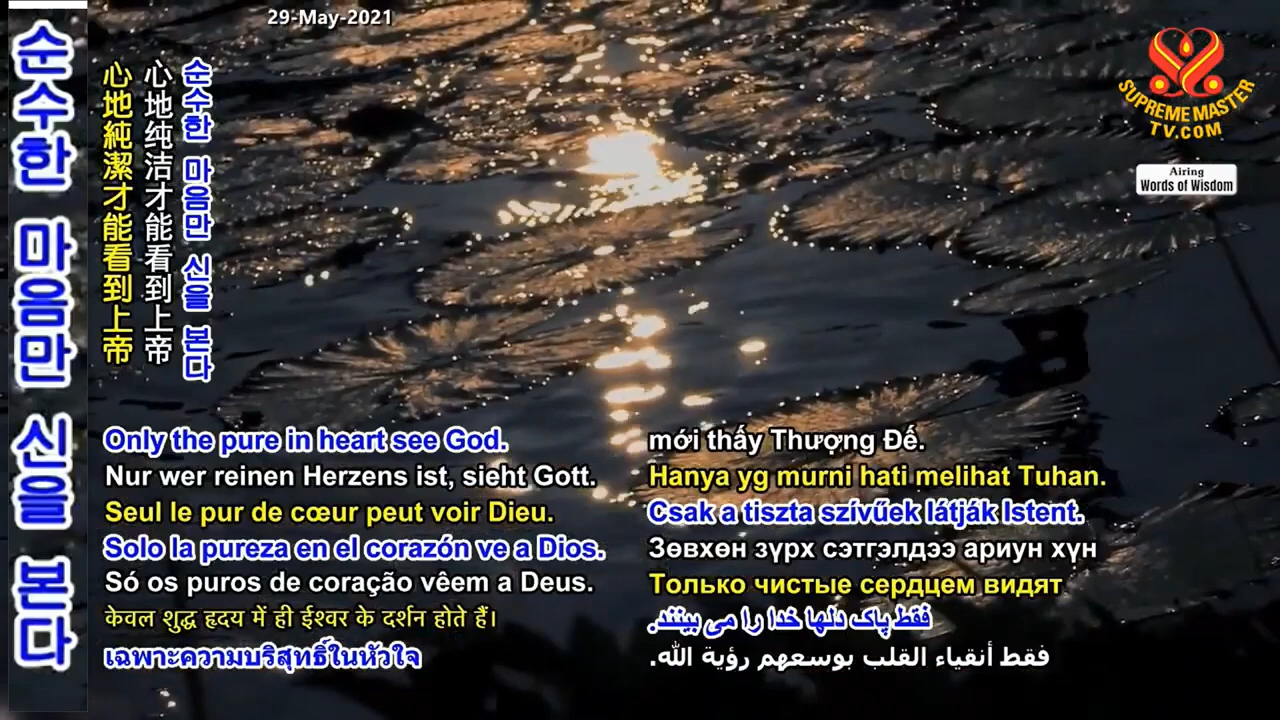 29-May-2021
순수한 마음만 신을 본다
心地純潔才能看到上帝
心地纯洁才能看到上帝
순수한 마음만 신을 본다
SUPREME MASTER
TV.COM
Airing
Words of Wisdom
Only the pure in heart see God.
Nur wer reinen Herzens ist, sieht Gott.
Seul le pur de cœur peut voir Dieu.
Solo la pureza en el corazón ve a Dios.
Só os puros de coração vêem a Deus.
केवल शुद्ध हृदय में ही ईश्वर के दर्शन होते हैं।
เฉพาะความบริสุทธิ์ในหัวใจ
mới thấy Thượng Đế.
Hanya yg murni hati melihat Tuhan.
Csak a tiszta szívűek látják Istent.
Зөвхөн зүрх сэтгэлдээ ариун хүн
Только чистые сердцем видят
فقط پاک دلها خدا را می بینند.
فقط أنقياء القلب بوسعهم رؤية الله.